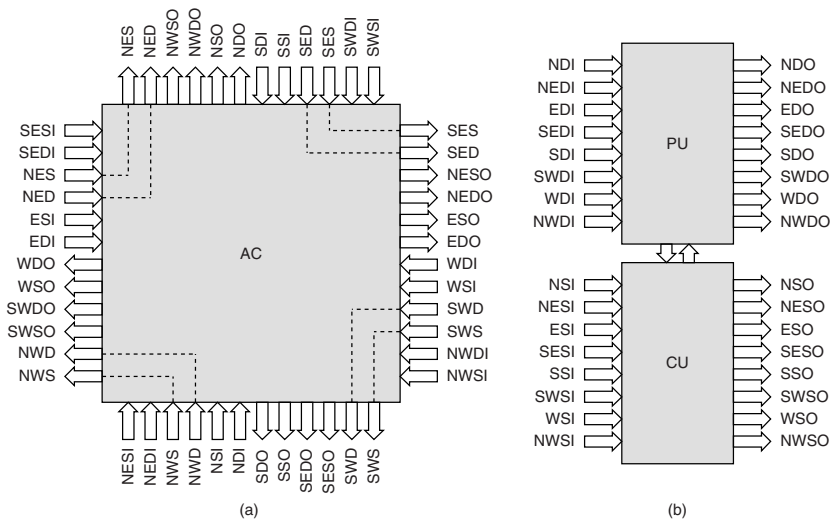 NES NED NWSO NWDO NSO NDO SDI SSI SED SES SWDI SWSI
SESI
SEDI
NES
NED
ESI
EDI
WDO
WSO
SWDO
SWSO
NWD
NWS
AC
SES
SED
NESO
NEDO
ESO
EDO
WDI
WSI
SWD
SWS
NWDI
NWSI
NESI NEDI NWS NWD NSI NDI SDO SSO SEDO SESO SWD SWS
(a)
NDI
NEDI
EDI
SEDI
SDI
SWDI
WDI
NWDI
PU
NDO
NEDO
EDO
SEDO
SDO
SWDO
WDO
NWDO
NSI
NESI
ESI
SESI
SSI
SWSI
WSI
NWSI
CU
NSO
NESO
ESO
SESO
SSO
SWSO
WSO
NWSO
(b)